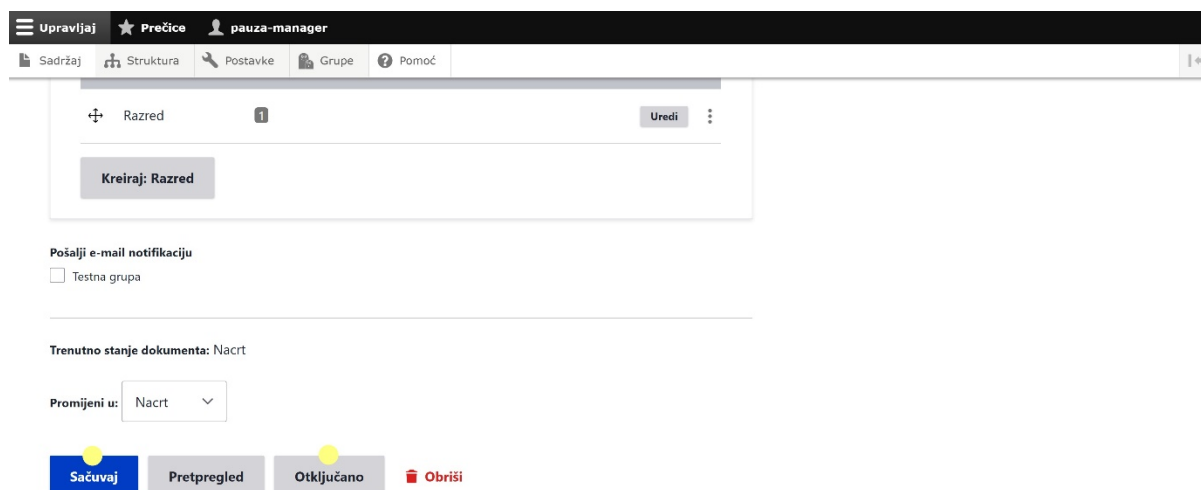 Upravljaj Prečice pauza-manager
Sadržaj Struktura Postavke Grupe Pomoć
Razred 1 Uredi
Kreiraj: Razred
Pošalji e-mail notifikaciju
Testna grupa
Trenutno stanje dokumenta: Nacrt
Promijeni u: Nacrt
Sačuvaj Pretpregled Otključano Obriši